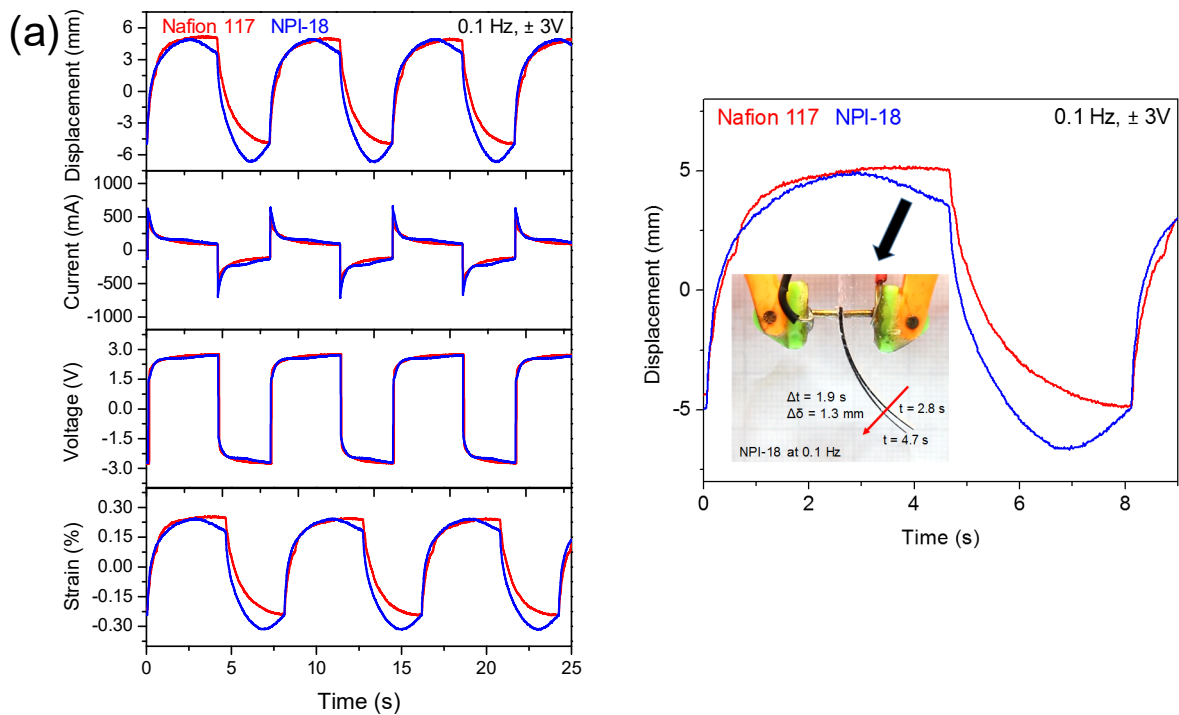 (a)
Nafion 117 NPI-18 0.1 Hz, ± 3V
Displacement (mm)
6
3
0
-3
-6
Current (mA)
1000
500
0
-500
-1000
Voltage (V)
3.0
1.5
0.0
-1.5
-3.0
Strain (%)
0.30
0.15
0.00
-0.15
-0.30
0 5 10 15 20 25
Time (s)
Nafion 117 NPI-18 0.1 Hz, ± 3V
Displacement (mm)
5
0
-5
Δt = 1.9 s
Δδ = 1.3 mm
t = 2.8 s
t = 4.7 s
NPI-18 at 0.1 Hz
0 2 4 6 8
Time (s)